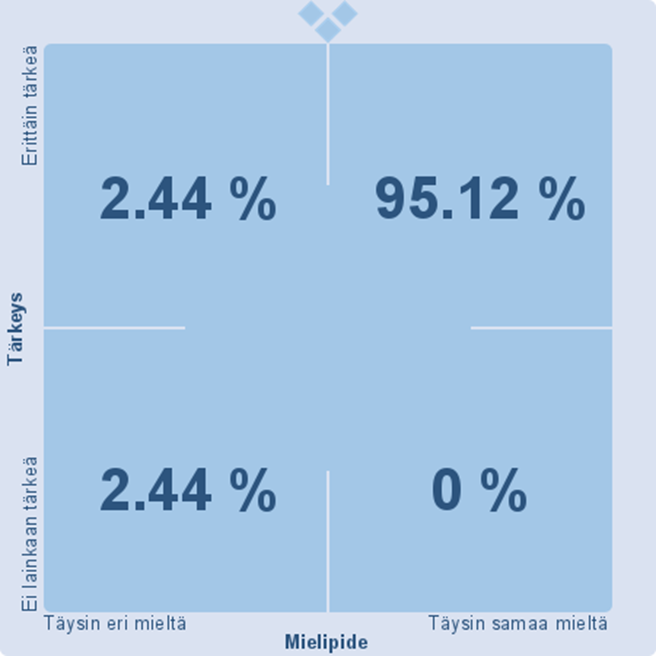 Erittäin tärkeä
2.44 % 95.12 %
Tärkeys
2.44 % 0 %
Ei lainkaan tärkeä
Täysin eri mieltä Täysin samaa mieltä
Mielipide